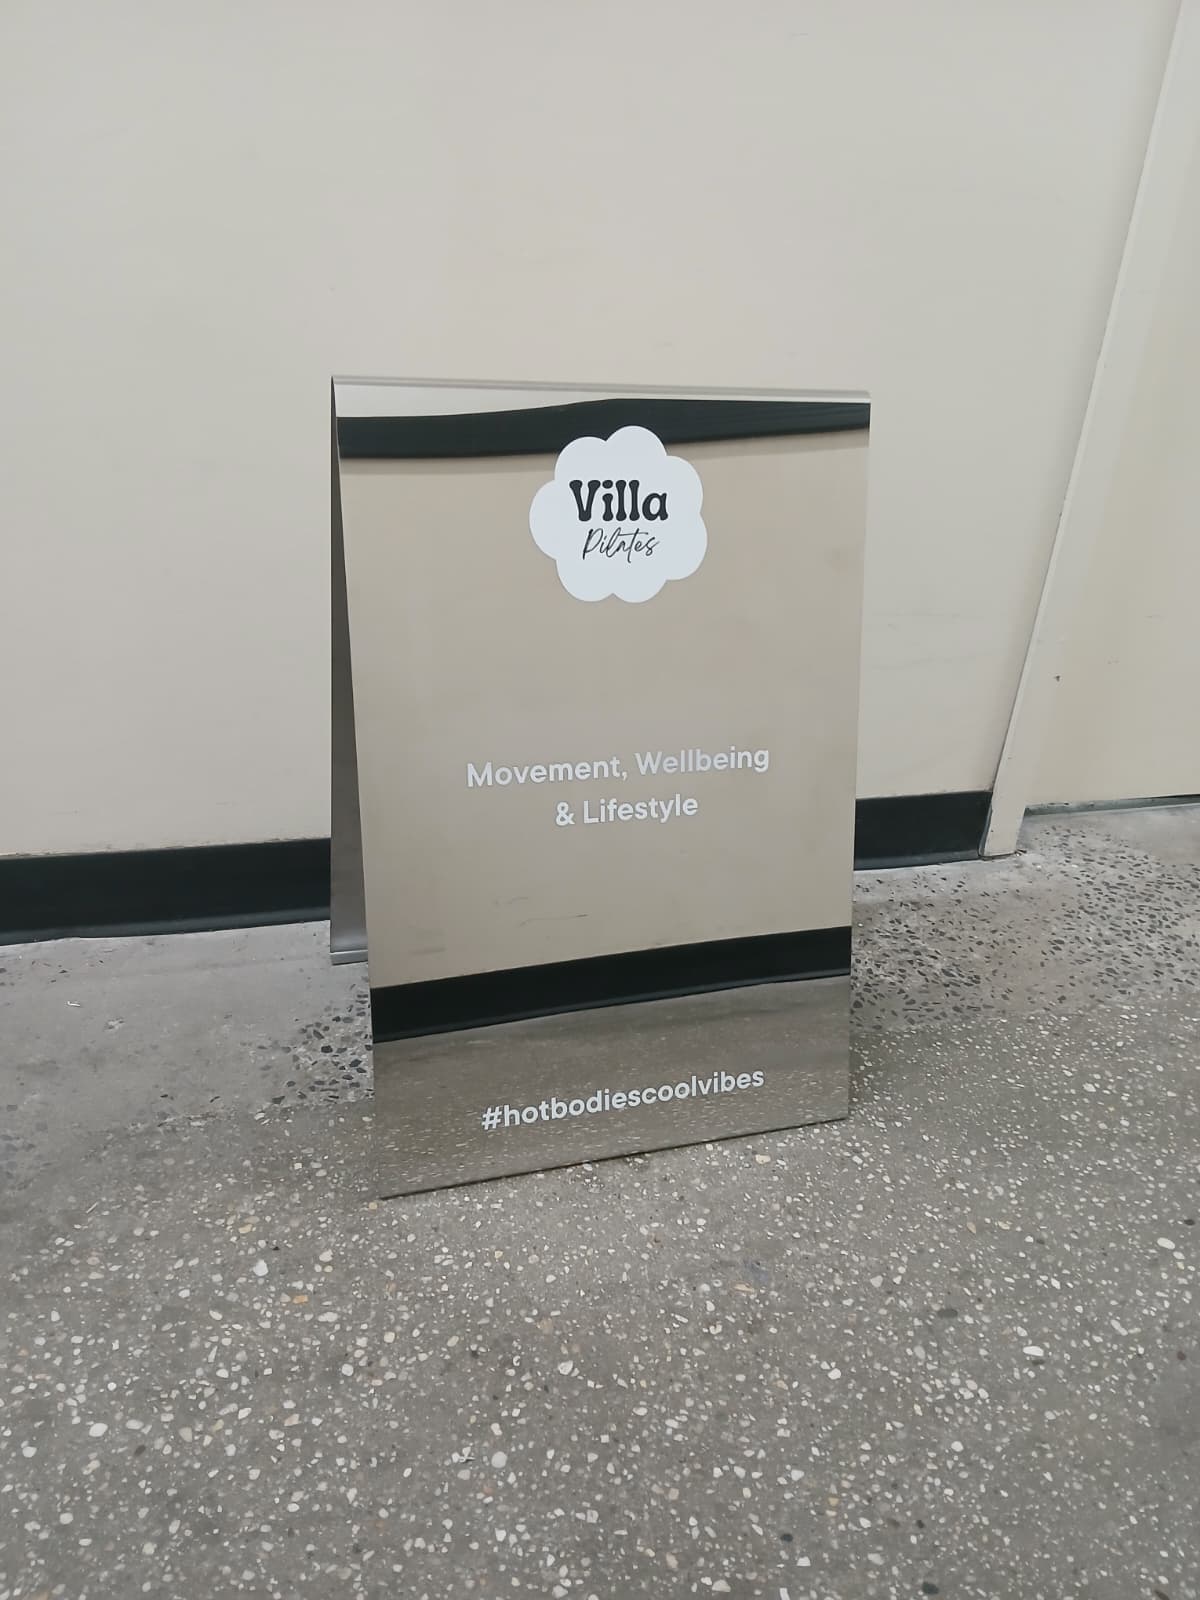 Villa
Pilates
Movement, Wellbeing
& Lifestyle
#hotbodiescoolvibes